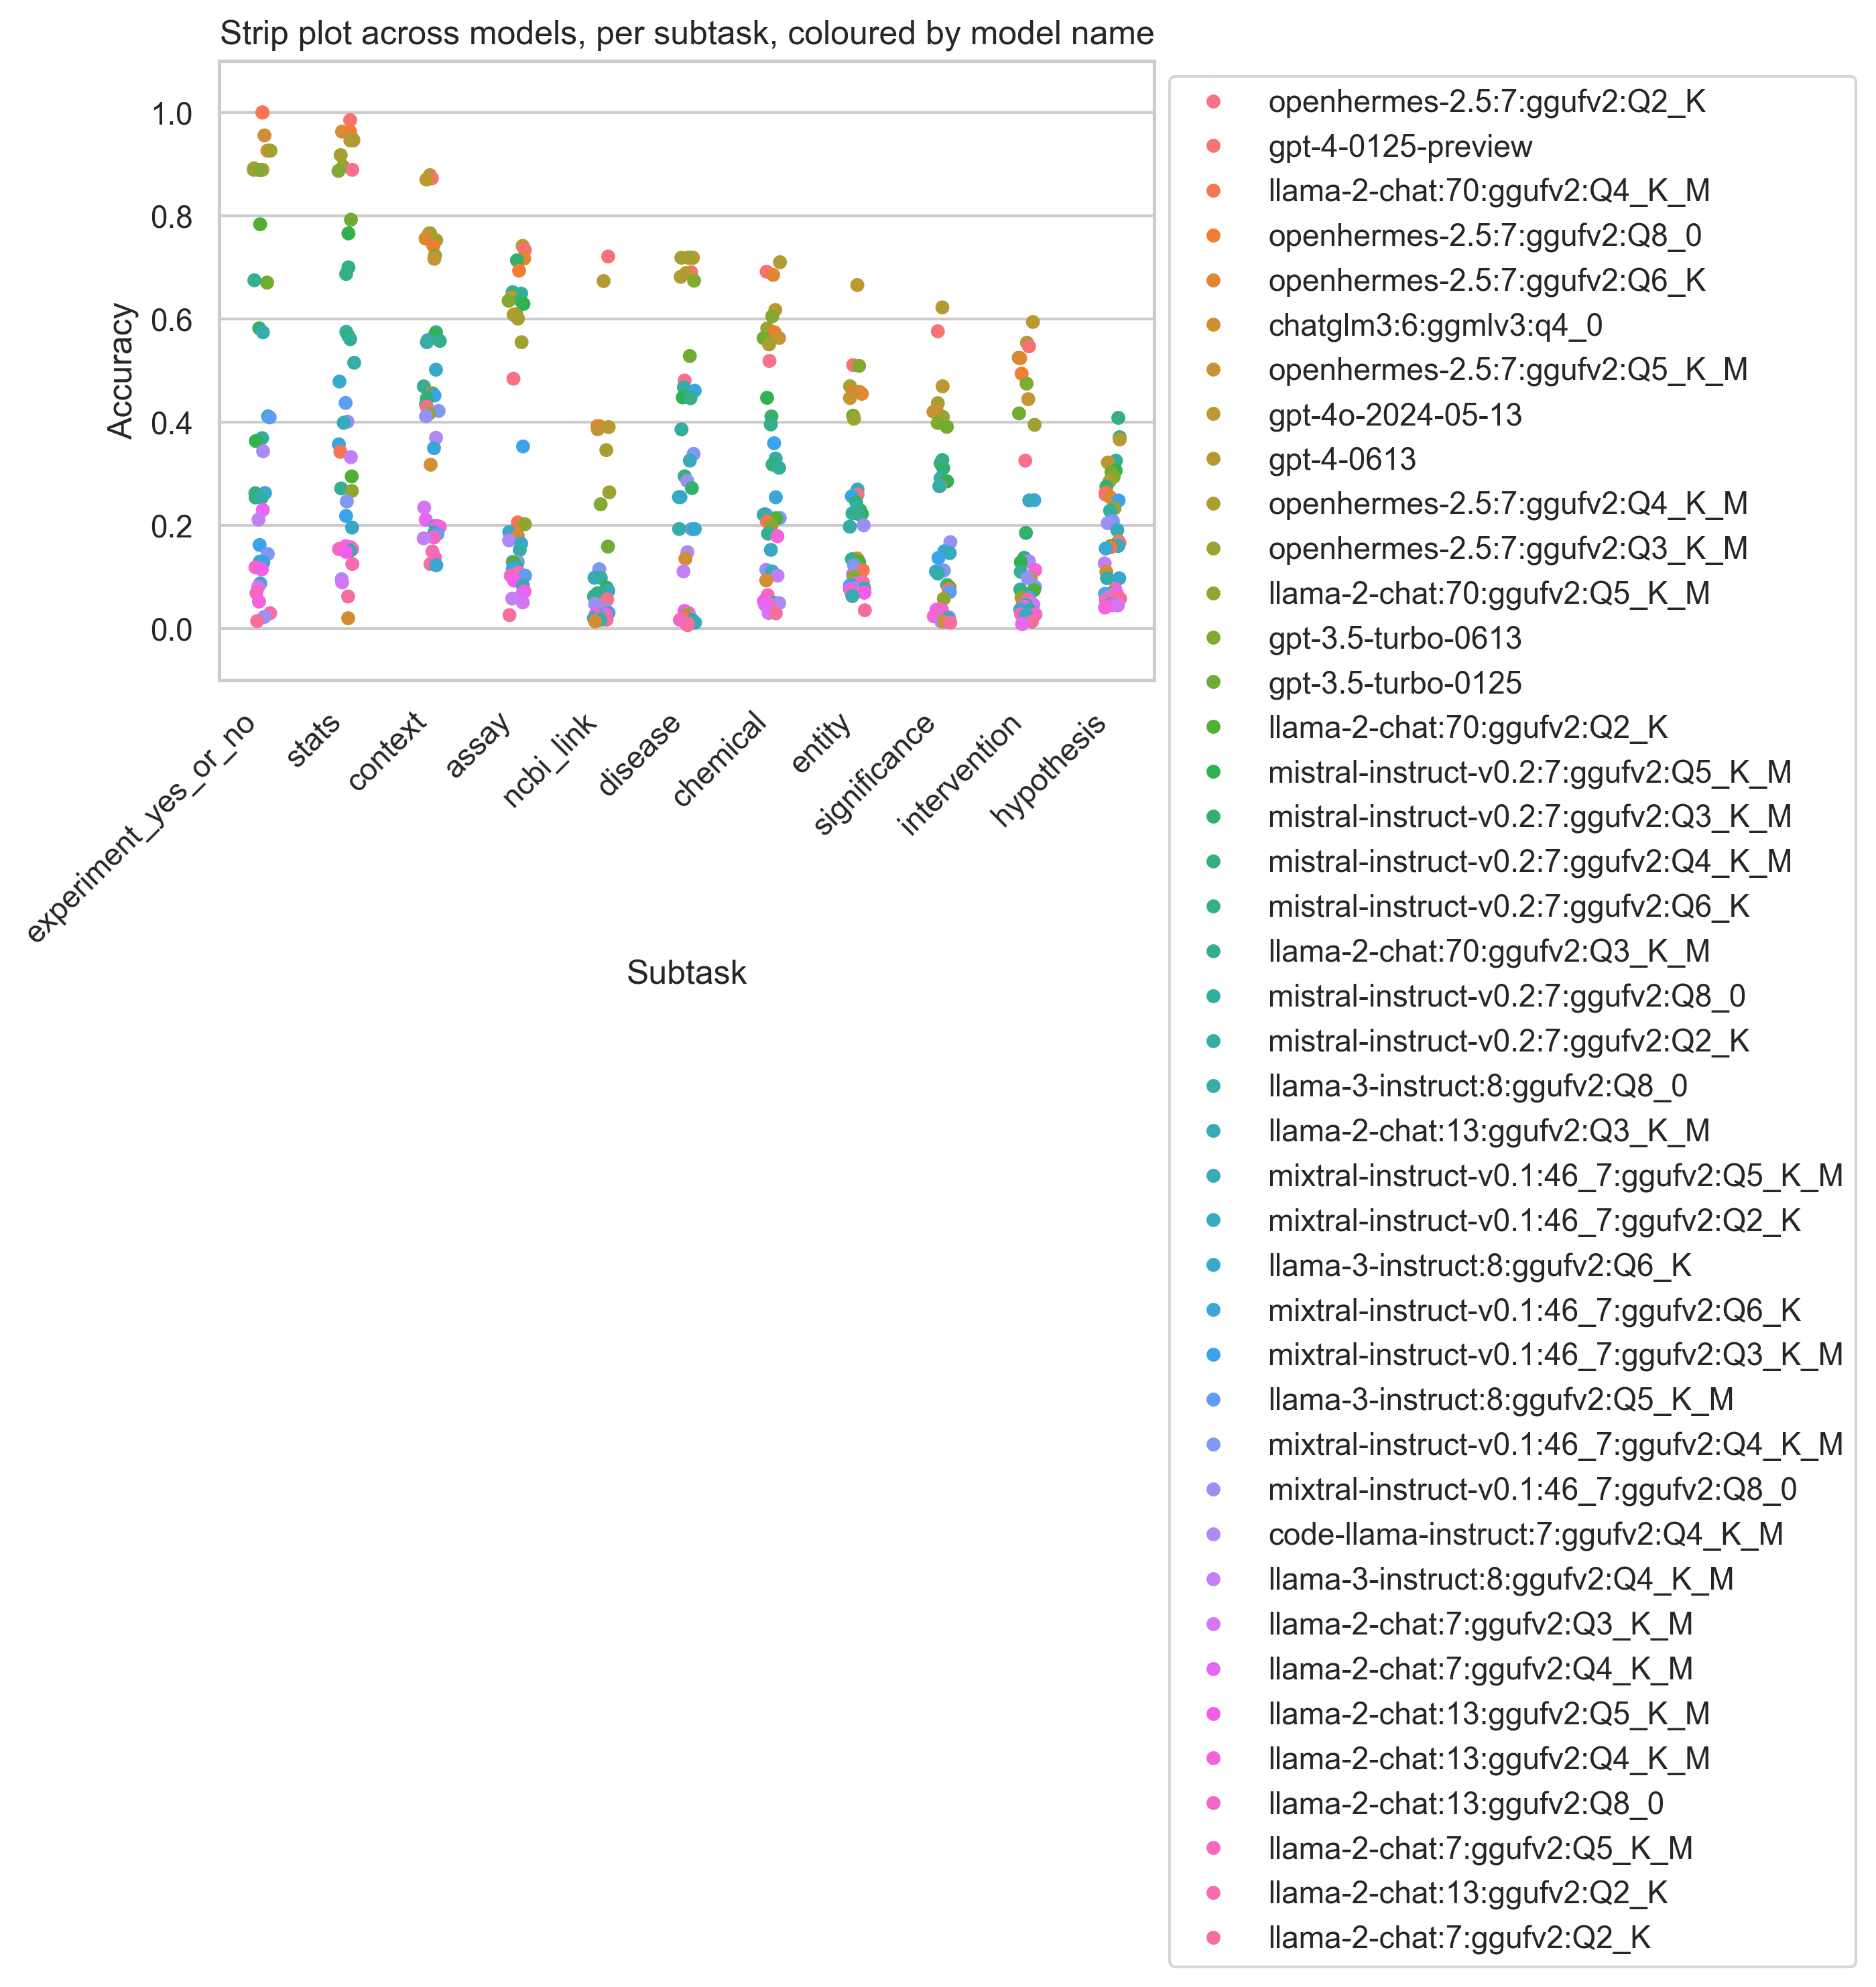 Strip plot across models, per subtask, coloured by model name
1.0
0.8
0.6
0.4
0.2
0.0
Accuracy
experiment_yes_or_no
stats
context
assay
ncbi_link
disease
chemical
entity
significance
intervention
hypothesis
Subtask
openhermes-2.5:7:ggufv2:Q2_K
gpt-4-0125-preview
llama-2-chat:70:ggufv2:Q4_K_M
openhermes-2.5:7:ggufv2:Q8_0
openhermes-2.5:7:ggufv2:Q6_K
chatglm3:6:ggmlv3:q4_0
openhermes-2.5:7:ggufv2:Q5_K_M
gpt-4o-2024-05-13
gpt-4-0613
openhermes-2.5:7:ggufv2:Q4_K_M
openhermes-2.5:7:ggufv2:Q3_K_M
llama-2-chat:70:ggufv2:Q5_K_M
gpt-3.5-turbo-0613
gpt-3.5-turbo-0125
llama-2-chat:70:ggufv2:Q2_K
mistral-instruct-v0.2:7:ggufv2:Q5_K_M
mistral-instruct-v0.2:7:ggufv2:Q3_K_M
mistral-instruct-v0.2:7:ggufv2:Q4_K_M
mistral-instruct-v0.2:7:ggufv2:Q6_K
llama-2-chat:70:ggufv2:Q3_K_M
mistral-instruct-v0.2:7:ggufv2:Q8_0
mistral-instruct-v0.2:7:ggufv2:Q2_K
llama-3-instruct:8:ggufv2:Q8_0
llama-2-chat:13:ggufv2:Q3_K_M
mixtral-instruct-v0.1:46_7:ggufv2:Q5_K_M
mixtral-instruct-v0.1:46_7:ggufv2:Q2_K
llama-3-instruct:8:ggufv2:Q6_K
mixtral-instruct-v0.1:46_7:ggufv2:Q6_K
mixtral-instruct-v0.1:46_7:ggufv2:Q3_K_M
llama-3-instruct:8:ggufv2:Q5_K_M
mixtral-instruct-v0.1:46_7:ggufv2:Q4_K_M
mixtral-instruct-v0.1:46_7:ggufv2:Q8_0
code-llama-instruct:7:ggufv2:Q4_K_M
llama-3-instruct:8:ggufv2:Q4_K_M
llama-2-chat:7:ggufv2:Q3_K_M
llama-2-chat:7:ggufv2:Q4_K_M
llama-2-chat:13:ggufv2:Q5_K_M
llama-2-chat:13:ggufv2:Q4_K_M
llama-2-chat:13:ggufv2:Q8_0
llama-2-chat:7:ggufv2:Q5_K_M
llama-2-chat:13:ggufv2:Q2_K
llama-2-chat:7:ggufv2:Q2_K